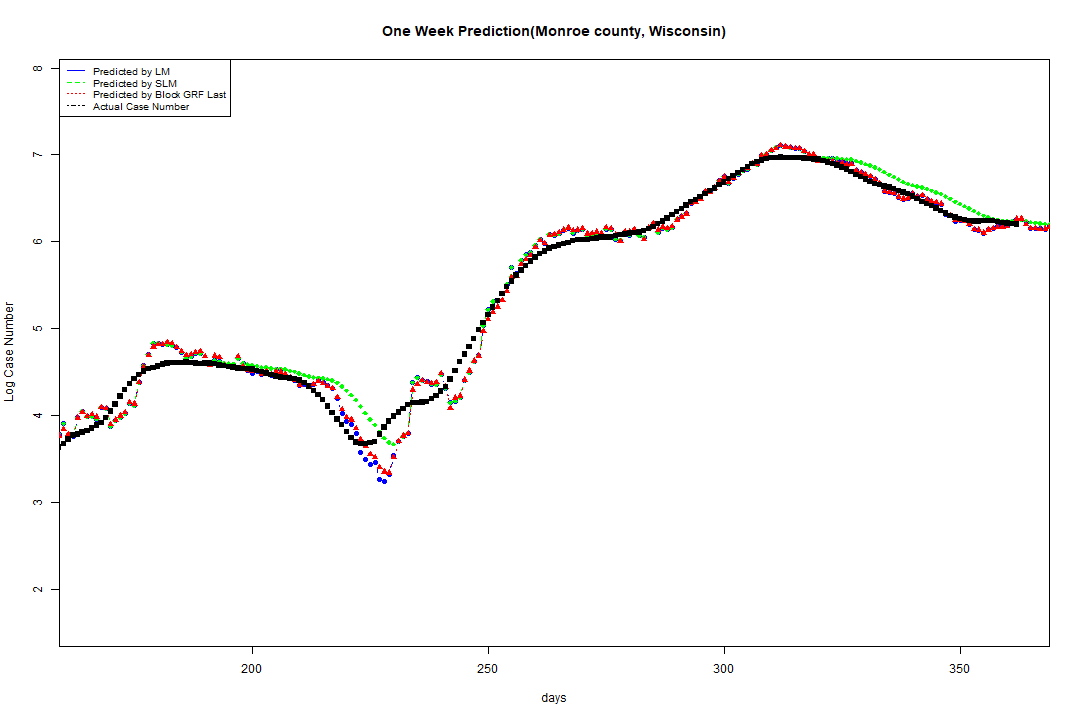 One Week Prediction(Monroe county, Wisconsin)
Predicted by LM
Predicted by SLM
Predicted by Block GRF Last
Actual Case Number
8
7
6
5
4
3
2
Log Case Number
200 250 300 350
days